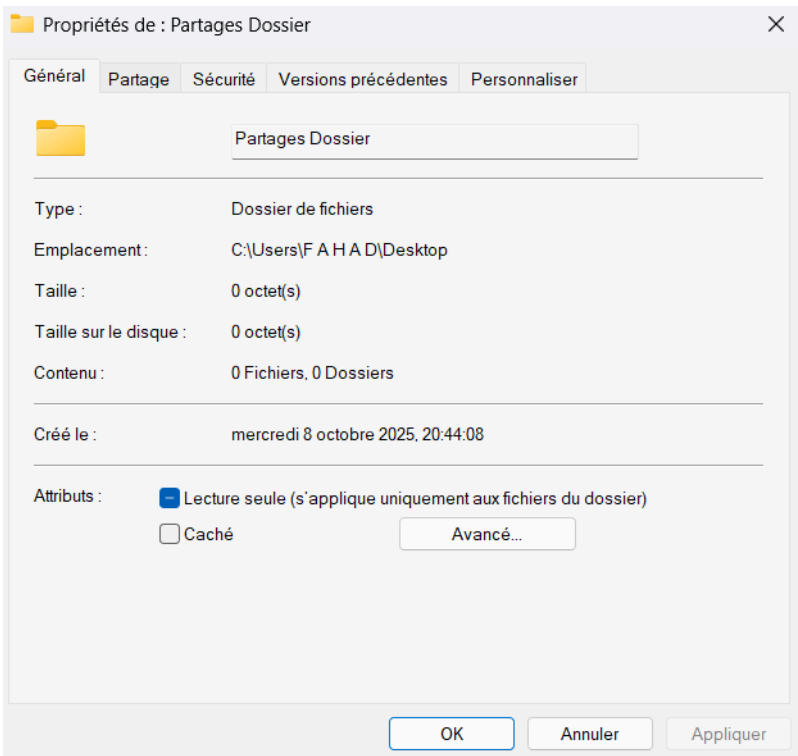 Propriétés de : Partages Dossier
Général Partage Sécurité Versions précédentes Personnaliser
Partages Dossier
Type : Dossier de fichiers
Emplacement : C:\Users\F A H A D\Desktop
Taille : 0 octet(s)
Taille sur le disque : 0 octet(s)
Contenu : 0 Fichiers, 0 Dossiers
Créé le : mercredi 8 octobre 2025, 20:44:08
Attributs : Lecture seule (s'applique uniquement aux fichiers du dossier)
Caché Avancé...
OK Annuler Appliquer